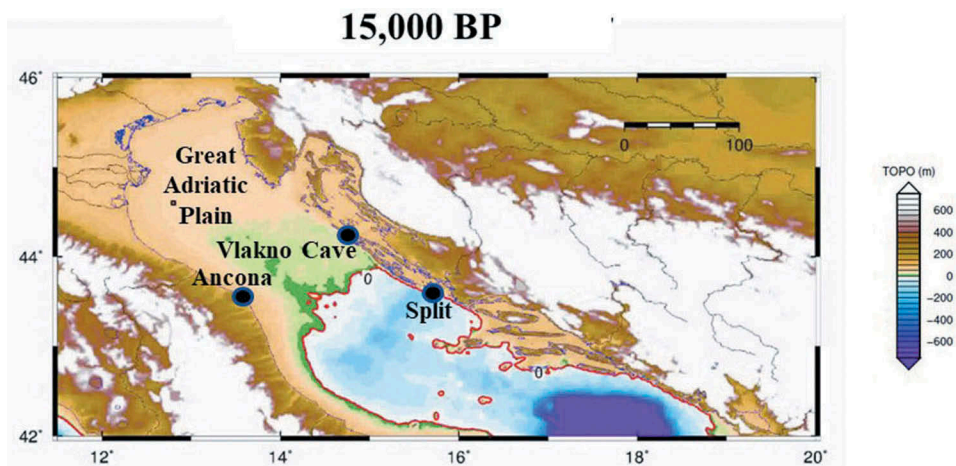 15,000 BP
46°
Great
Adriatic
Plain
0 100
TOPO (m)
600
400
200
0
−200
−400
−600
44°
Vlakno Cave
Ancona
0
Split
0
42°
12° 14° 16° 18° 20°